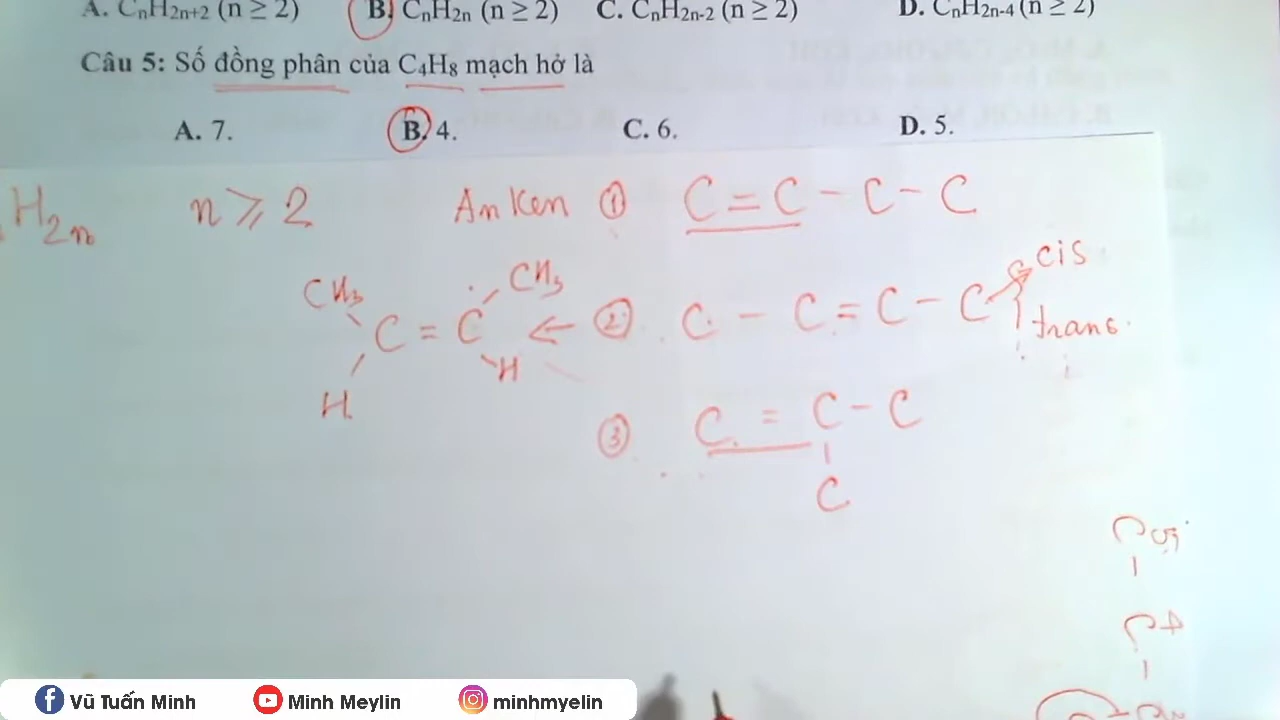 A. CnH2n+2 (n ≥ 2) B. CnH2n (n ≥ 2) C. CnH2n-2 (n ≥ 2) D. CnH2n-4 (n ≥ 2)
Câu 5: Số đồng phân của C4H8 mạch hở là
A. 7. B. 4. C. 6. D. 5.
H2n n ≥ 2 Anken ① C = C - C - C
cis
CH3 CH3
C = C ← ② C - C = C - C
trans
H H
③ C = C - C
C
Vũ Tuấn Minh Minh Meylin minhmyelin